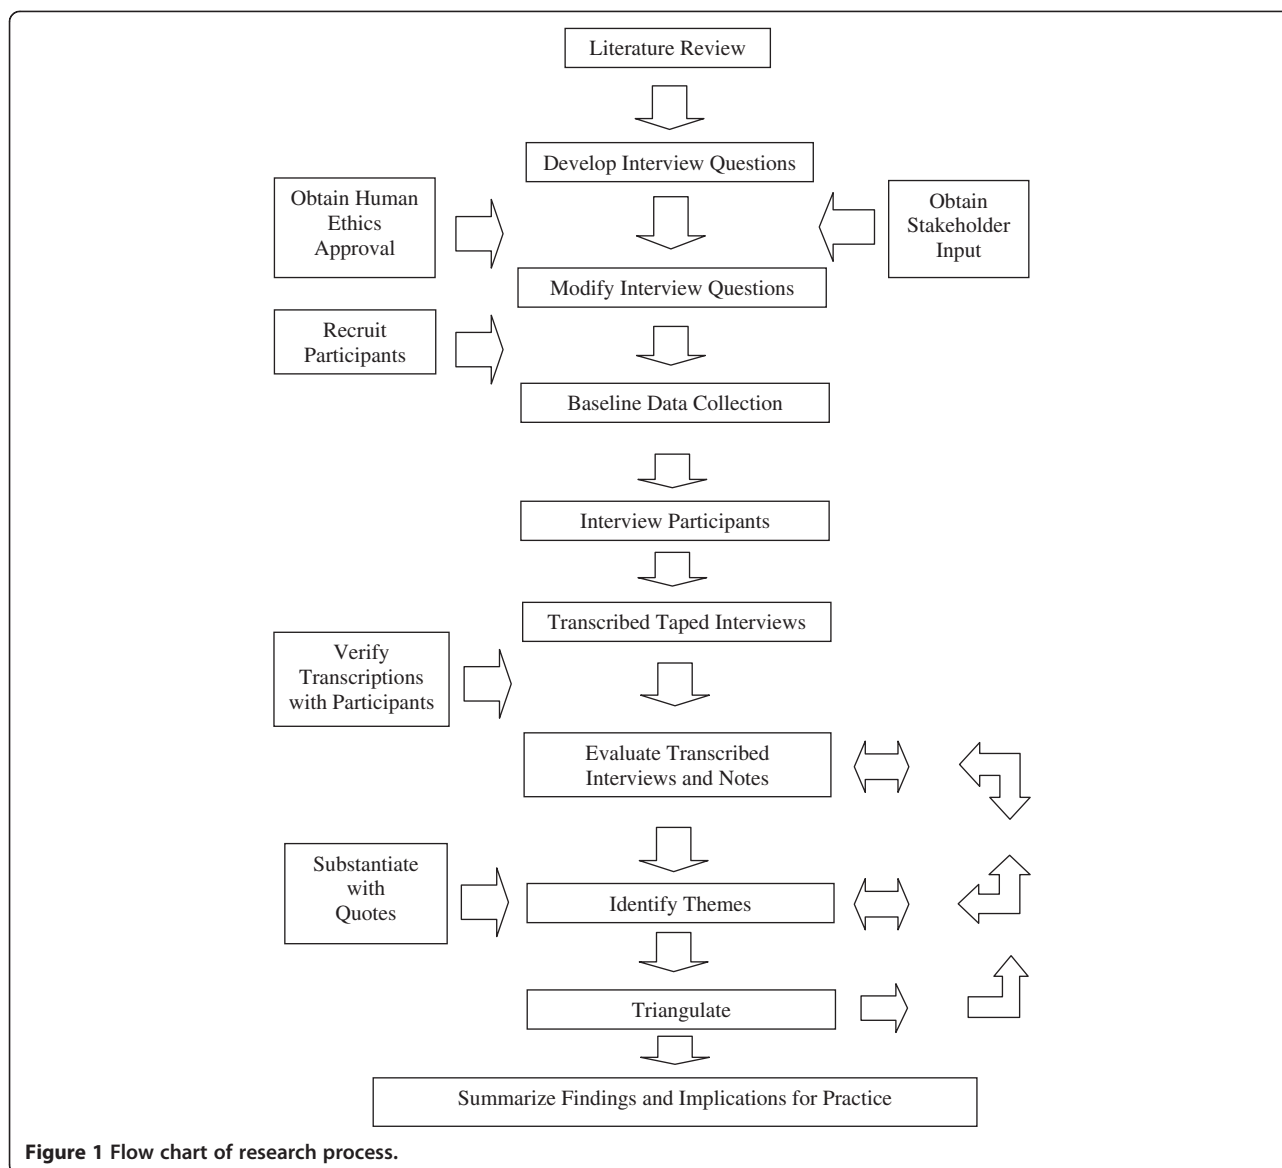 Literature Review
Develop Interview Questions
Obtain Human
Ethics
Approval
Obtain
Stakeholder
Input
Modify Interview Questions
Recruit
Participants
Baseline Data Collection
Interview Participants
Transcribed Taped Interviews
Verify
Transcriptions
with Participants
Evaluate Transcribed
Interviews and Notes
Substantiate
with
Quotes
Identify Themes
Triangulate
Summarize Findings and Implications for Practice
Figure 1 Flow chart of research process.